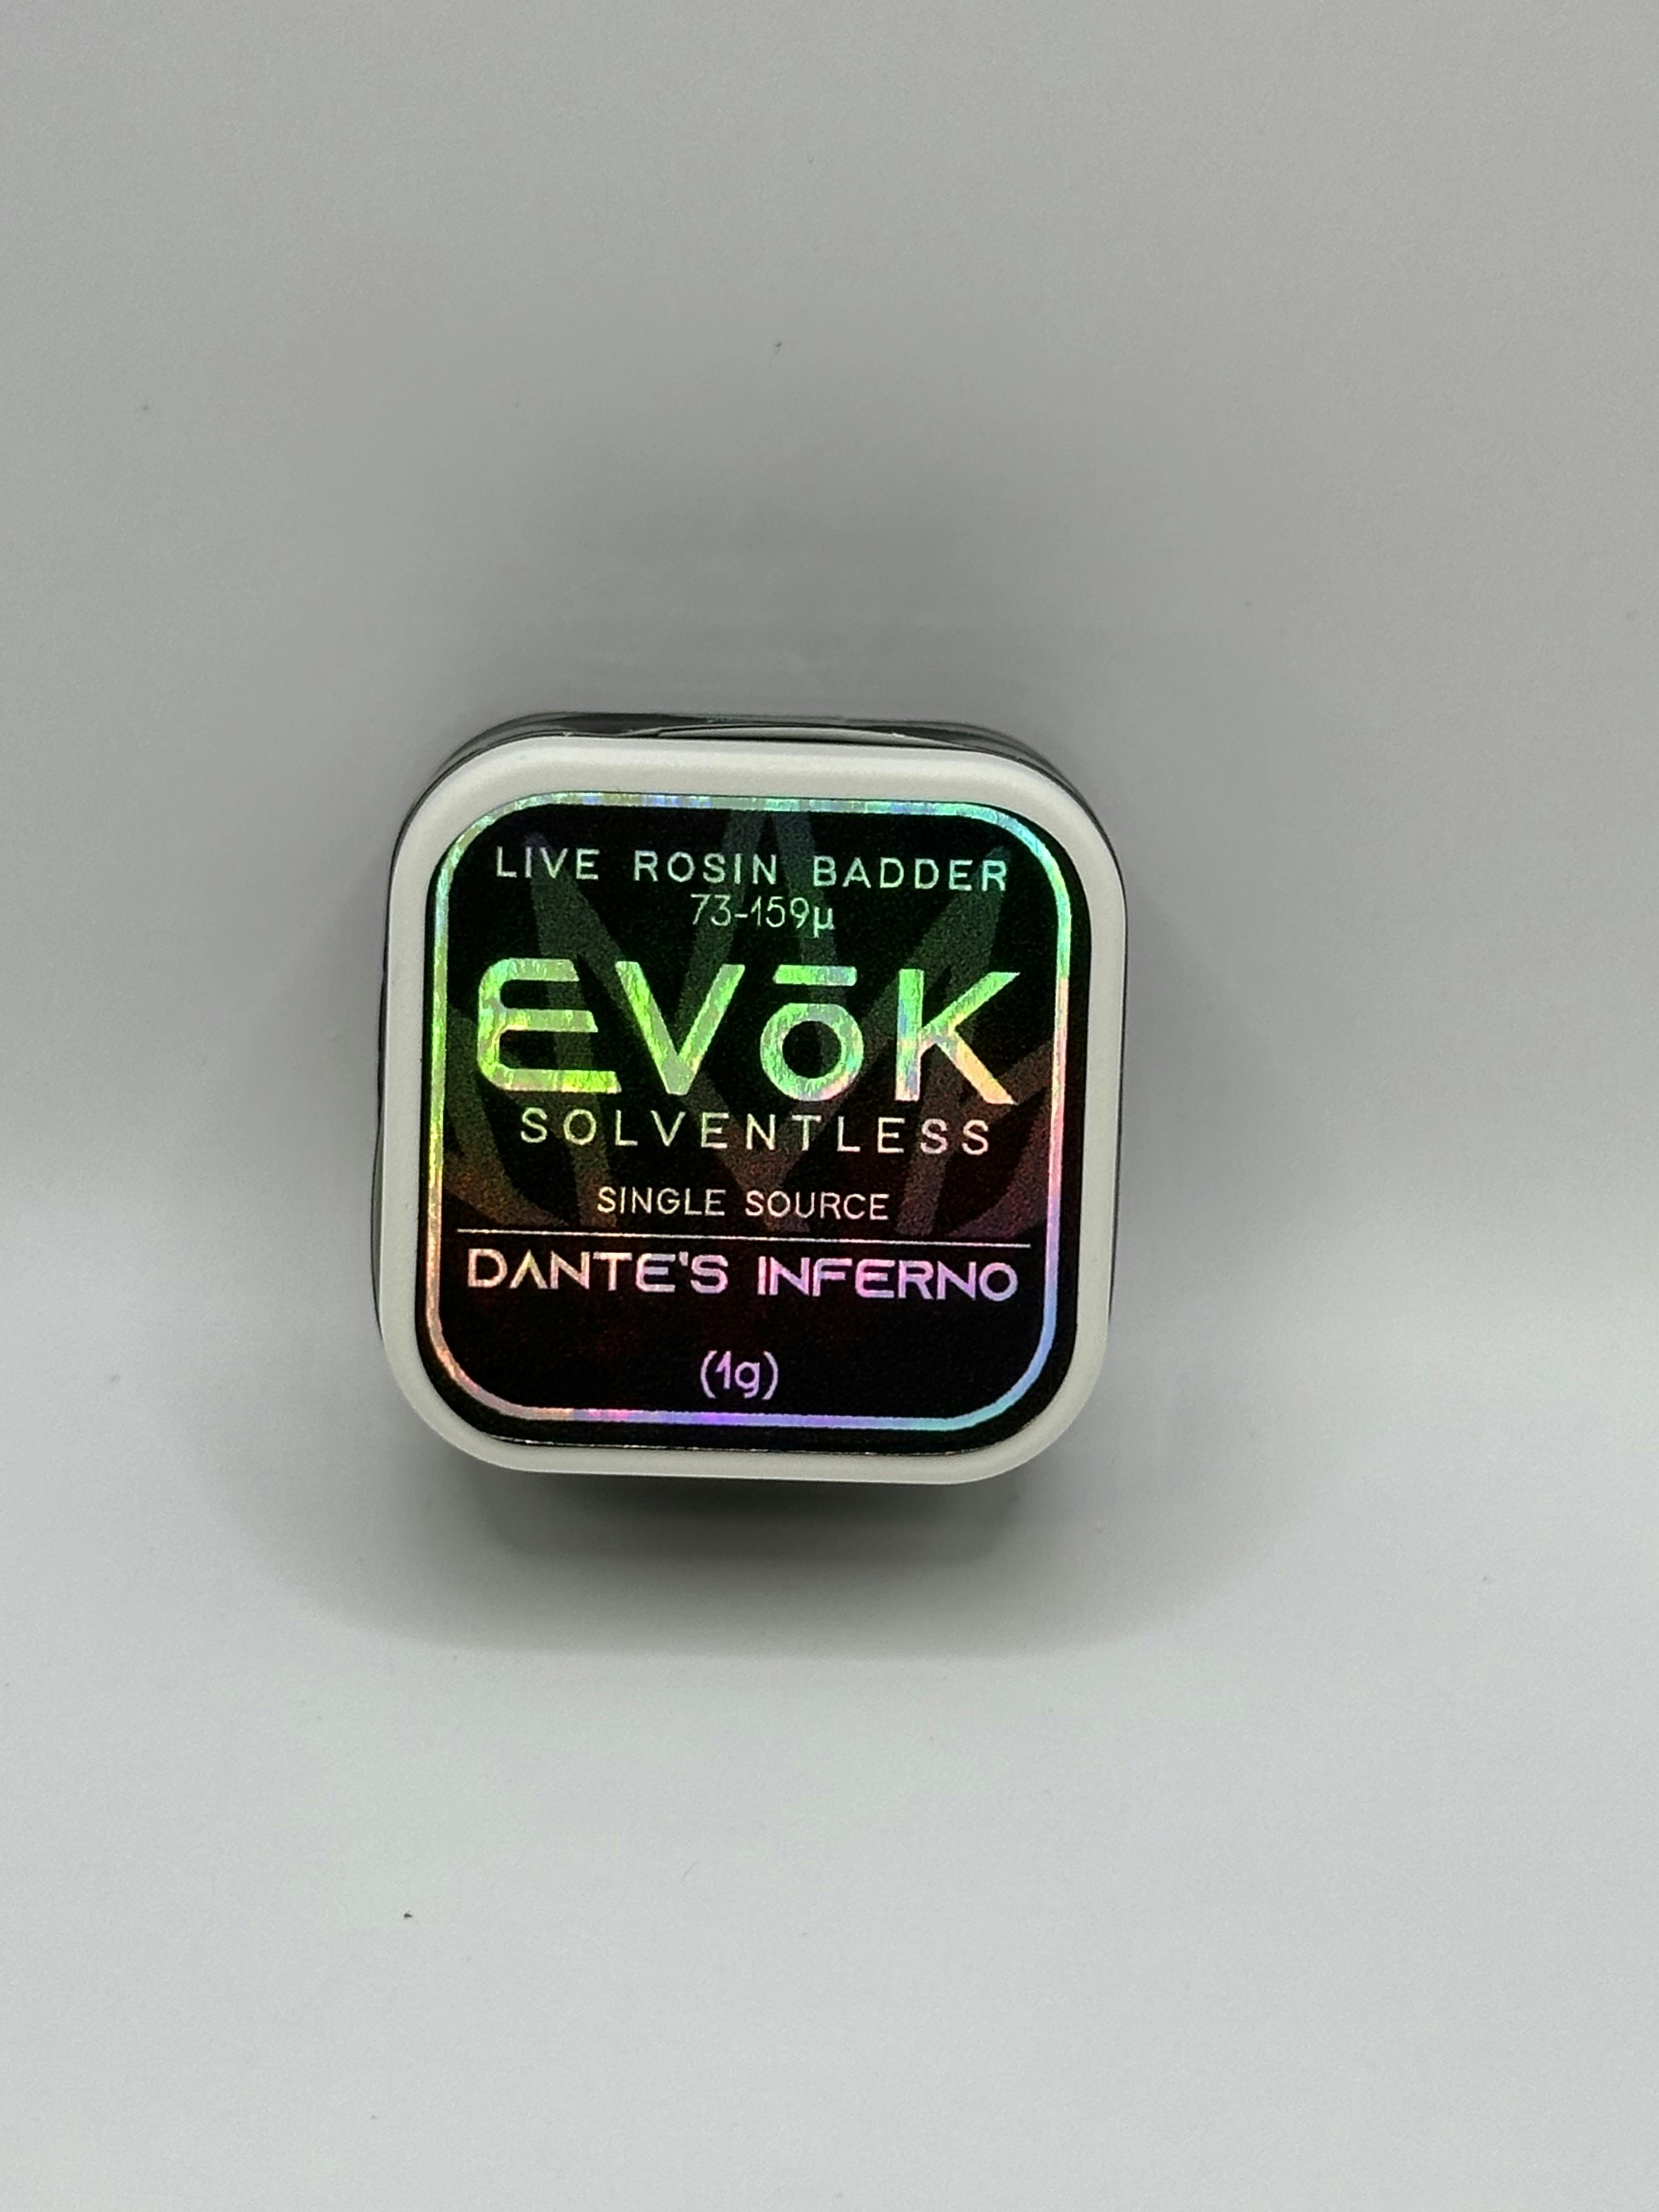 LIVE ROSIN BADDER
73-159µ
EVōK
SOLVENTLESS
SINGLE SOURCE
DANTE'S INFERNO
(1g)